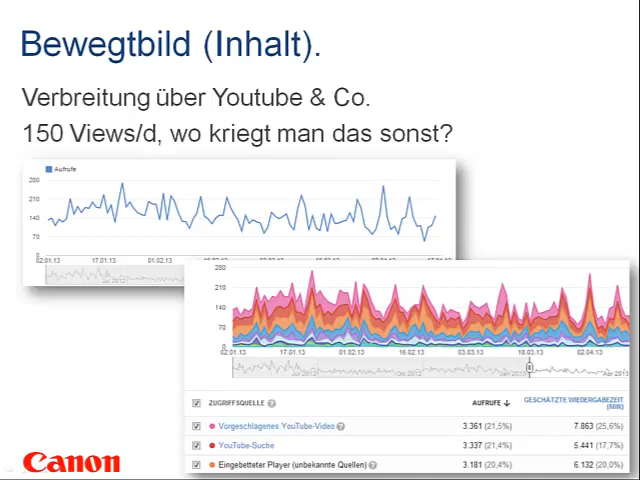 Bewegtbild (Inhalt).
Verbreitung über Youtube & Co.
150 Views/d, wo kriegt man das sonst?
Aufrufe
280
210
140
70
0
02.01.13 17.01.13 01.02.13
280
210
140
70
0
02.01.13 17.01.13 01.02.13 16.02.13 03.03.13 18.03.13 02.04.13
ZUGRIFFSQUELLE ? AUFRUFE ↓ GESCHÄTZTE WIEDERGABEZEIT (MIN)
Vorgeschlagenes YouTube-Video ? 3.361 (21,5%) 7.863 (25,6%)
YouTube-Suche 3.337 (21,4%) 5.441 (17,7%)
Eingebetteter Player (unbekannte Quellen) ? 3.181 (20,4%) 6.132 (20,0%)
Canon